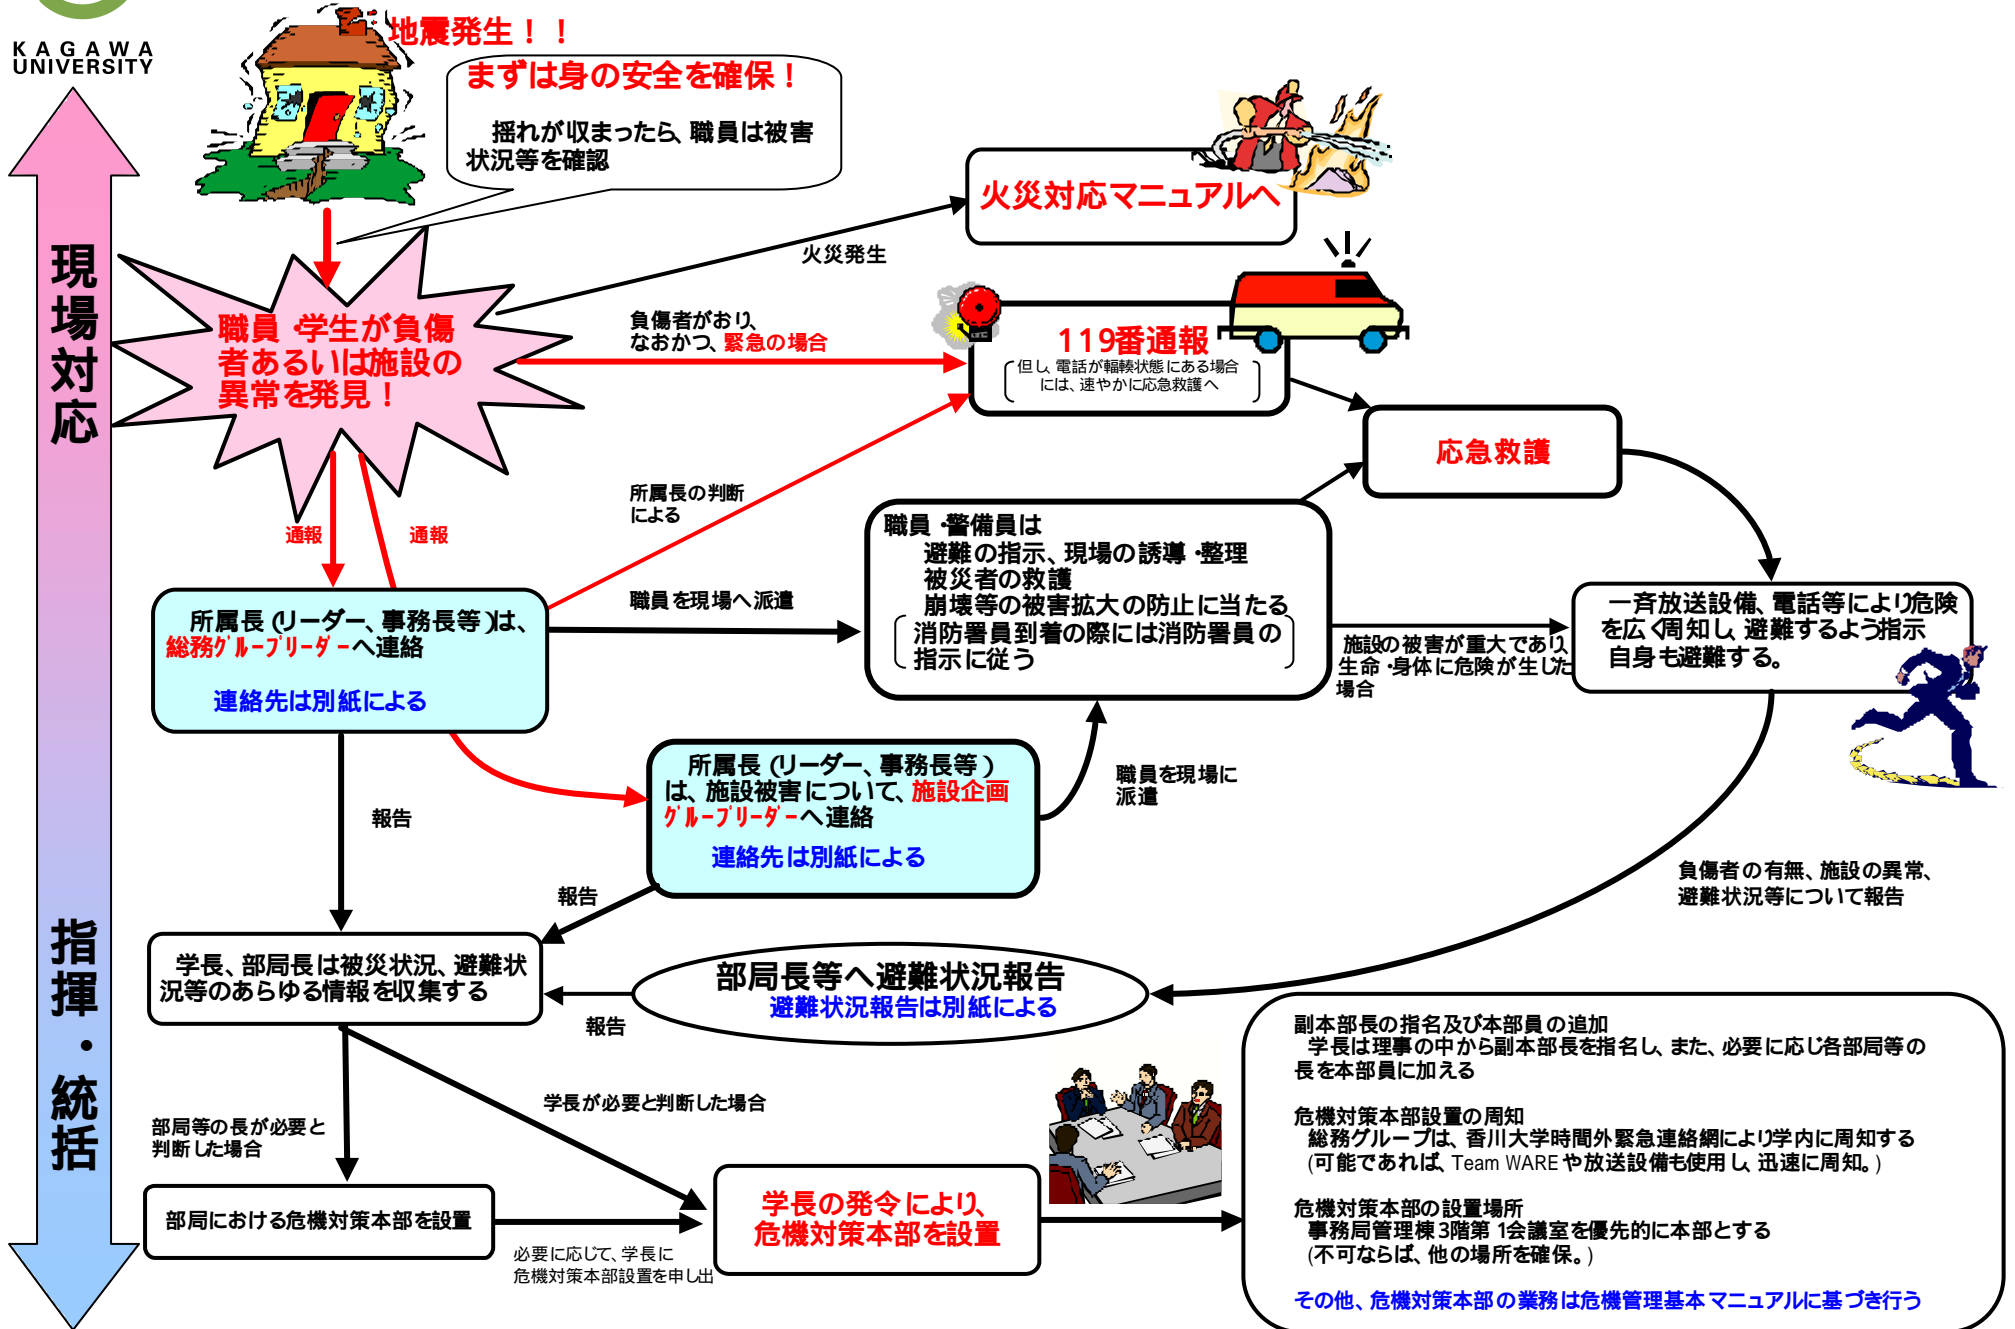 KAGAWA
UNIVERSITY
地震発生！！
まずは身の安全を確保！
揺れが収まったら、職員は被害
状況等を確認
現場対応
指揮・統括
火災対応マニュアルへ
火災発生
職員・学生が負傷
者あるいは施設の
異常を発見！
負傷者がおり、
なおかつ、緊急の場合
119番通報
但し、電話が輻輳状態にある場合
には、速やかに応急救護へ
応急救護
通報
通報
所属長の判断
による
職員・警備員は
避難の指示、現場の誘導・整理
被災者の救護
崩壊等の被害拡大の防止に当たる
消防署員到着の際には消防署員の
指示に従う
職員を現場へ派遣
所属長(リーダー、事務長等)は、
総務グループリーダーへ連絡
連絡先は別紙による
施設の被害が重大であり、
生命・身体に危険が生じた
場合
一斉放送設備、電話等により危険
を広く周知し、避難するよう指示
自身も避難する。
所属長(リーダー、事務長等)
は、施設被害について、施設企画
グループリーダーへ連絡
連絡先は別紙による
職員を現場に
派遣
報告
報告
負傷者の有無、施設の異常、
避難状況等について報告
学長、部局長は被災状況、避難状
況等のあらゆる情報を収集する
部局長等へ避難状況報告
避難状況報告は別紙による
報告
学長が必要と判断した場合
部局等の長が必要と
判断した場合
部局における危機対策本部を設置
必要に応じて、学長に
危機対策本部設置を申し出
学長の発令により、
危機対策本部を設置
副本部長の指名及び本部員の追加
学長は理事の中から副本部長を指名し、また、必要に応じ各部局等の
長を本部員に加える
危機対策本部設置の周知
総務グループは、香川大学時間外緊急連絡網により学内に周知する
(可能であれば、Team WAREや放送設備も使用し、迅速に周知。)
危機対策本部の設置場所
事務局管理棟3階第1会議室を優先的に本部とする
(不可ならば、他の場所を確保。)
その他、危機対策本部の業務は危機管理基本マニュアルに基づき行う